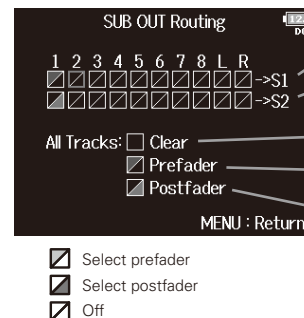 SUB OUT Routing
1 2 3 4 5 6 7 8 L R
->S1
->S2
All Tracks: Clear
Prefader
Postfader
MENU : Return
Select prefader
Select postfader
Off